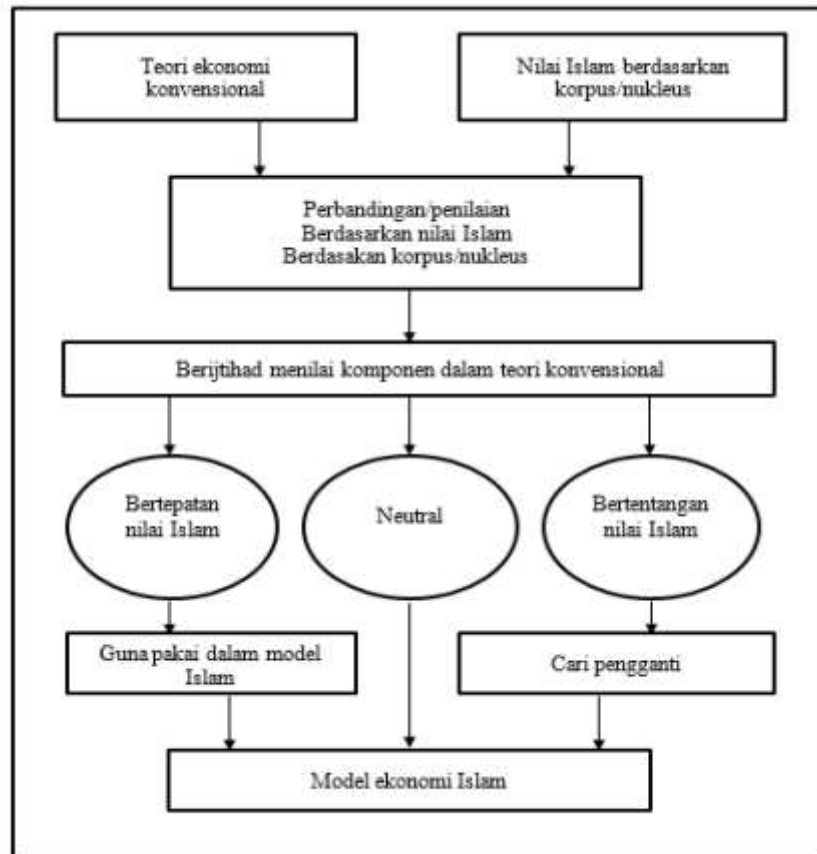 Teori ekonomi
konvensional
Nilai Islam berdasarkan
korpus/nukleus
Perbandingan/penilaian
Berdasarkan nilai Islam
Berdasakan korpus/nukleus
Berijtihad menilai komponen dalam teori konvensional
Bertepatan
nilai Islam
Neutral
Bertentangan
nilai Islam
Guna pakai dalam model
Islam
Cari pengganti
Model ekonomi Islam